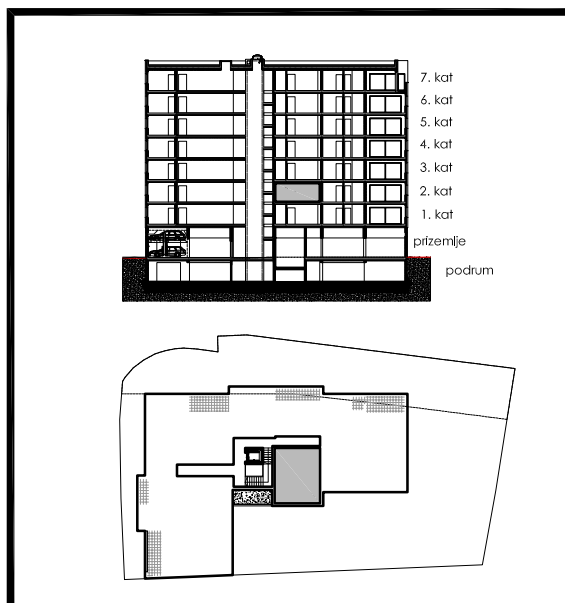 7. kat
6. kat
5. kat
4. kat
3. kat
2. kat
1. kat
prizemlje
podrum